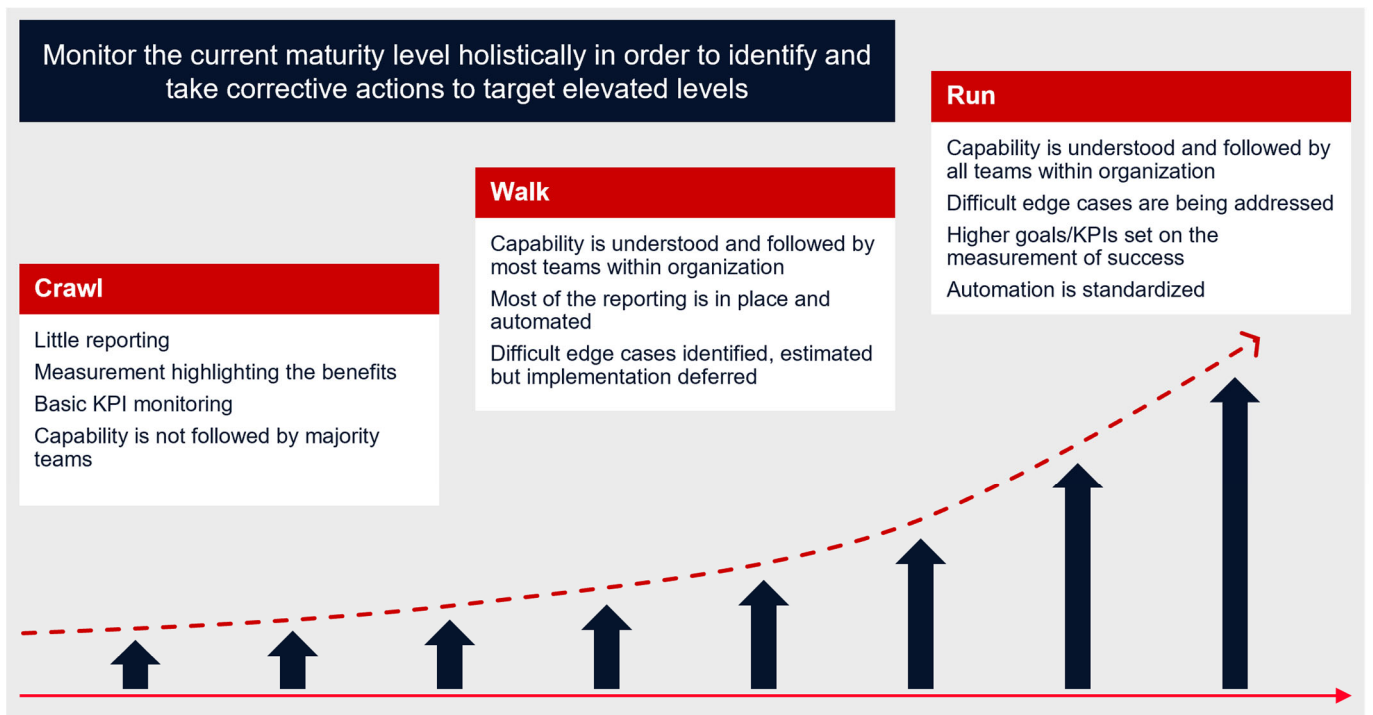 Monitor the current maturity level holistically in order to identify and
take corrective actions to target elevated levels
Crawl
Little reporting
Measurement highlighting the benefits
Basic KPI monitoring
Capability is not followed by majority
teams
Walk
Capability is understood and followed by
most teams within organization
Most of the reporting is in place and
automated
Difficult edge cases identified, estimated
but implementation deferred
Run
Capability is understood and followed by
all teams within organization
Difficult edge cases are being addressed
Higher goals/KPIs set on the
measurement of success
Automation is standardized